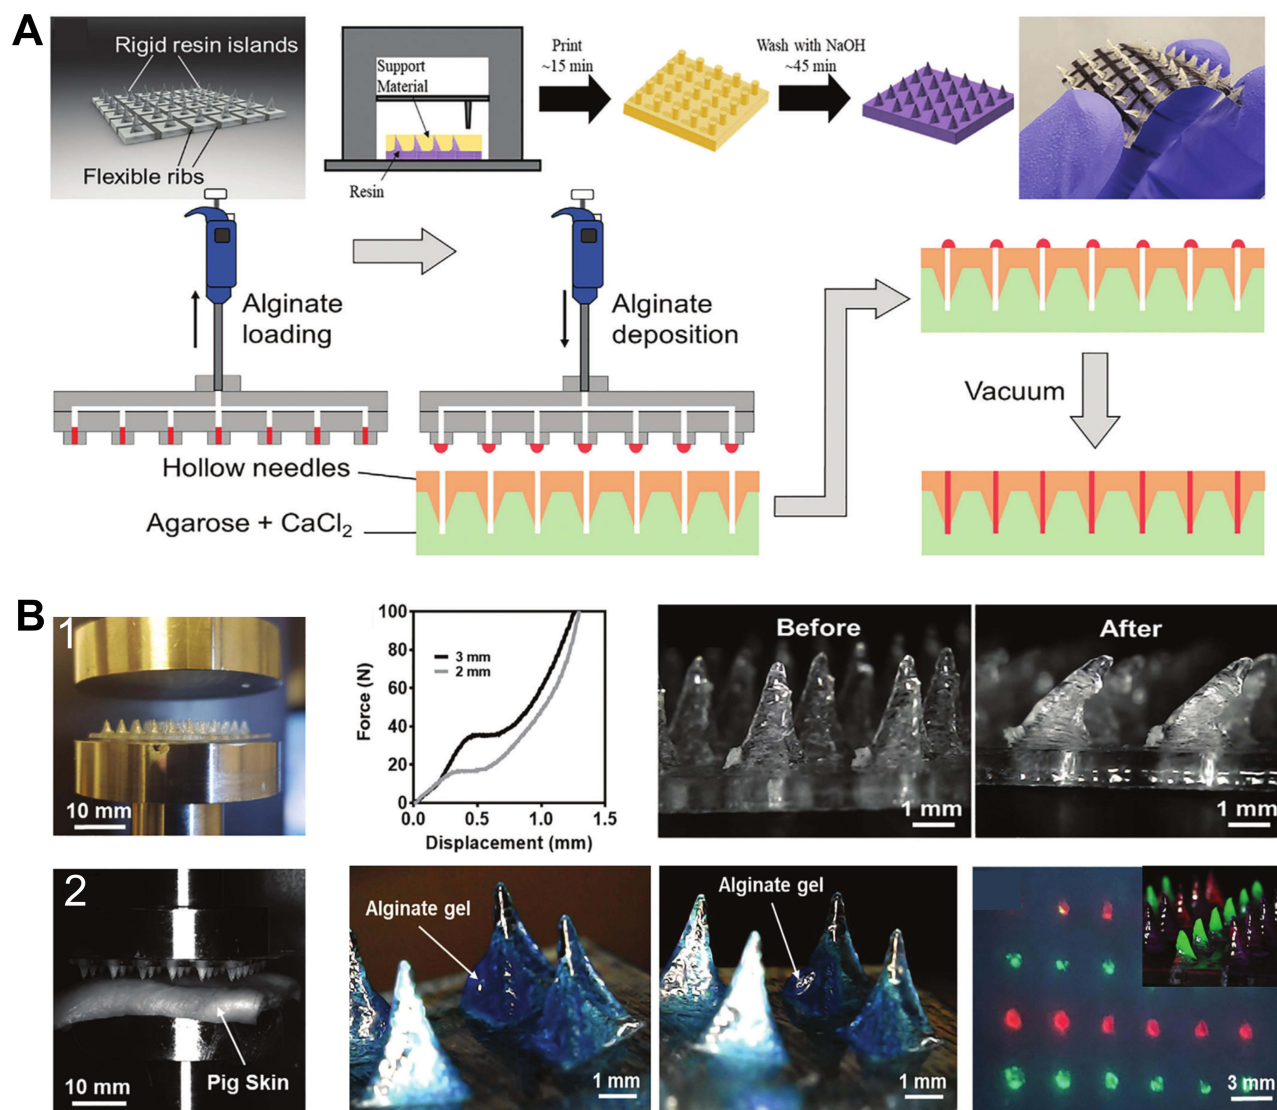 A
Rigid resin islands
Flexible ribs
Support
Material
Resin
Print
~15 min
Wash with NaOH
~45 min
Alginate
loading
Alginate
deposition
Hollow needles
Agarose + CaCl₂
Vacuum
B
1
10 mm
Force (N)
100
80
60
40
20
0
3 mm
2 mm
0
0.5
1.0
1.5
Displacement (mm)
Before
1 mm
After
1 mm
2
Pig Skin
10 mm
Alginate gel
1 mm
Alginate gel
1 mm
3 mm